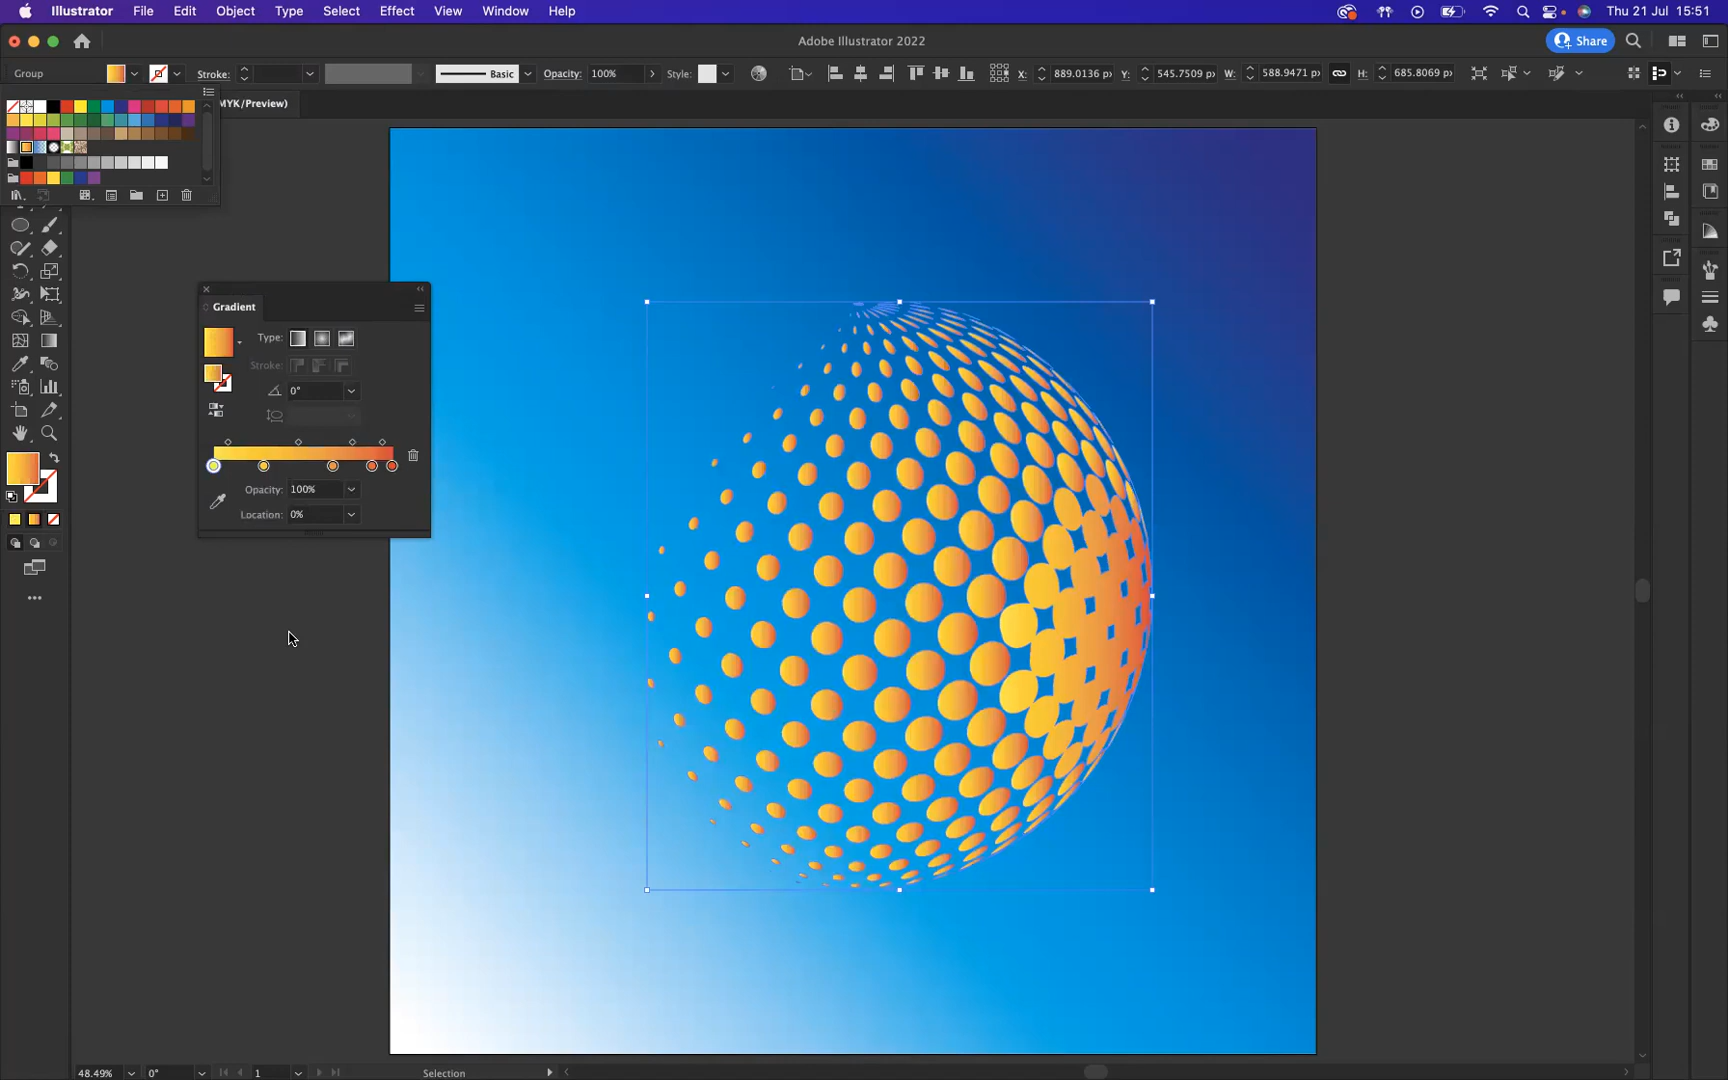 Illustrator File Edit Object Type Select Effect View Window Help Thu 21 Jul 15:51
Adobe Illustrator 2022 Share
Group Stroke: Basic Opacity: 100% Style: X: 889.0136 p Y: 545.7509 p W: 588.9471 p H: 685.8069 p
MYK/Preview)
Gradient
Type:
Stroke:
0°
Opacity: 100%
Location: 0%
48.49% 0° 1 Selection